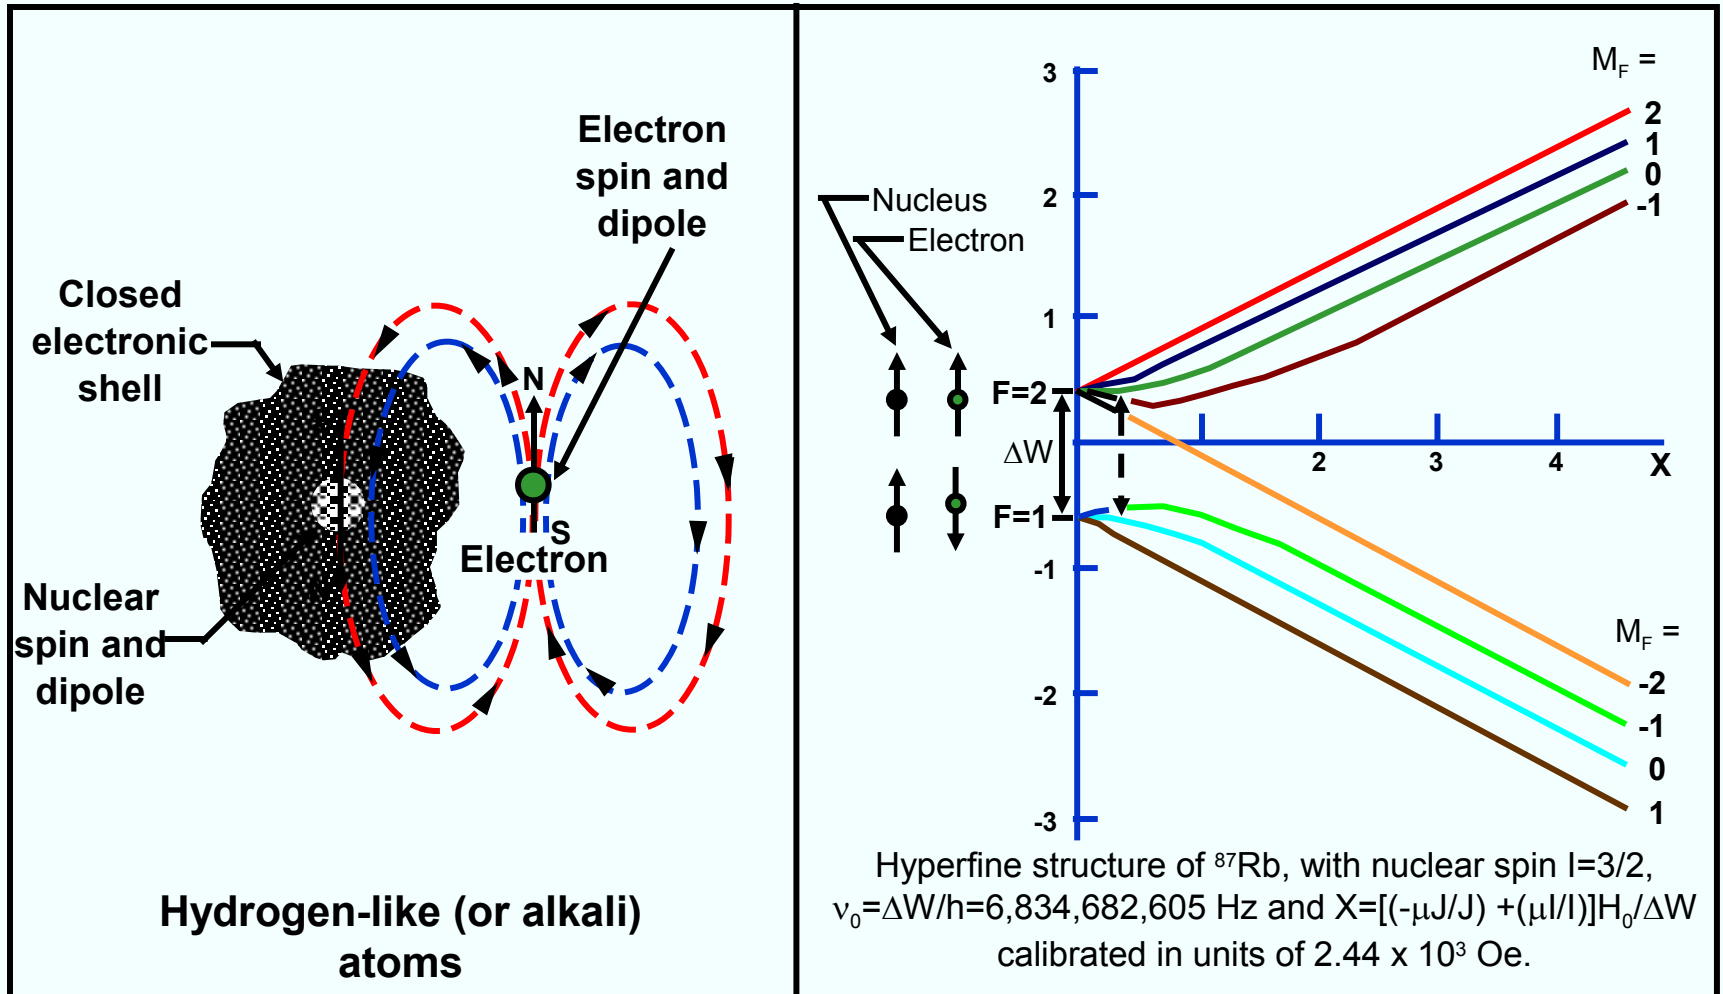 Electron
spin and
dipole
Closed
electronic
shell
N
S
Electron
Nuclear
spin and
dipole
Hydrogen-like (or alkali)
atoms
M_F =
3
2
1
0
-1
2
1
Nucleus
Electron
F=2
ΔW
F=1
2
3
4
X
-1
-2
-3
M_F =
-2
-1
0
1
Hyperfine structure of ⁸⁷Rb, with nuclear spin I=3/2,
ν₀=ΔW/h=6,834,682,605 Hz and X=[(-μJ/J) +(μI/I)]H₀/ΔW
calibrated in units of 2.44 x 10³ Oe.